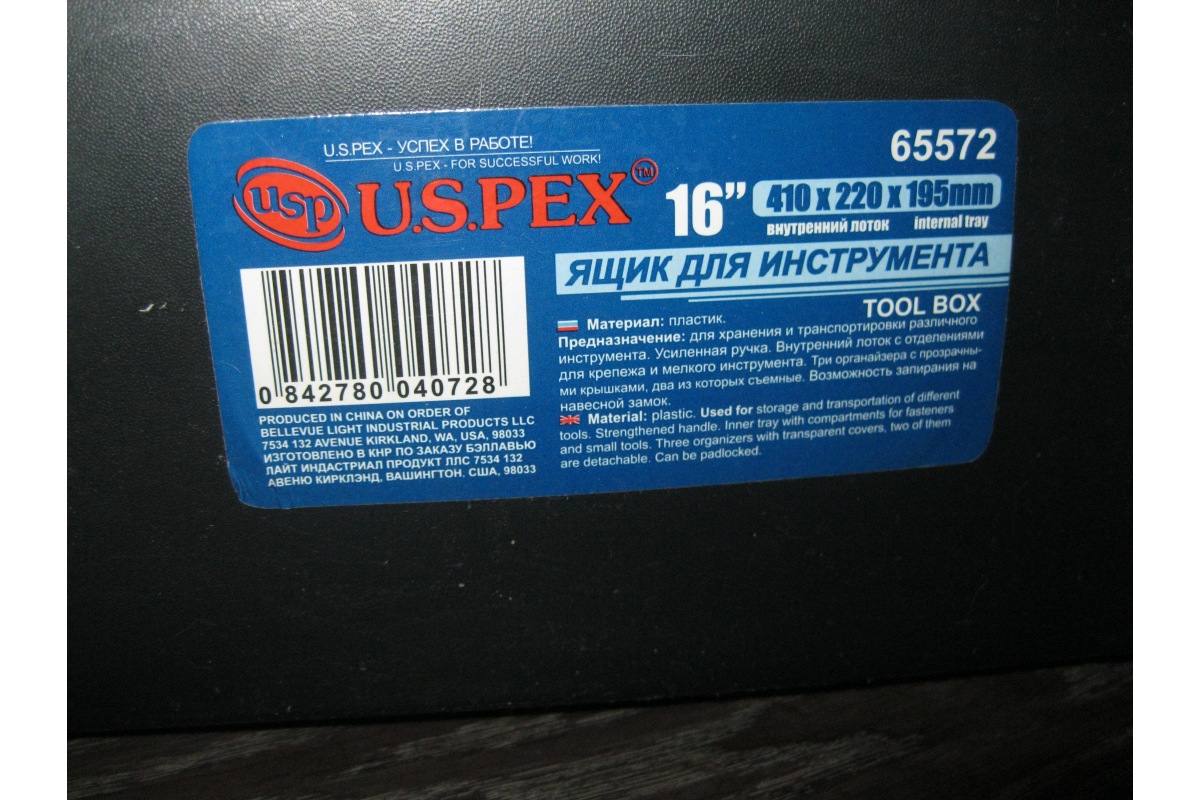 U.S.PEX - УСПЕХ В РАБОТЕ!
U.S.PEX - FOR SUCCESSFUL WORK!
usp U.S.PEX TM
65572
16” 410 x 220 x 195mm
внутренний лоток internal tray
ЯЩИК ДЛЯ ИНСТРУМЕНТА
TOOL BOX
Материал: пластик.
Предназначение: для хранения и транспортировки различного
инструмента. Усиленная ручка. Внутренний лоток с отделениями
для крепежа и мелкого инструмента. Три органайзера с прозрачны-
ми крышками, два из которых съемные. Возможность запирания на
навесной замок.
Material: plastic. Used for storage and transportation of different
tools. Strengthened handle. Inner tray with compartments for fasteners
and small tools. Three organizers with transparent covers, two of them
are detachable. Can be padlocked.
0 842780 040728
PRODUCED IN CHINA ON ORDER OF
BELLEVUE LIGHT INDUSTRIAL PRODUCTS LLC
7534 132 AVENUE KIRKLAND, WA, USA, 98033
ИЗГОТОВЛЕНО В КНР ПО ЗАКАЗУ БЭЛЛАВЬЮ
ЛАЙТ ИНДАСТРИАЛ ПРОДУКТ ЛЛС 7534 132
АВЕНЮ КИРКЛЭНД, ВАШИНГТОН. США, 98033